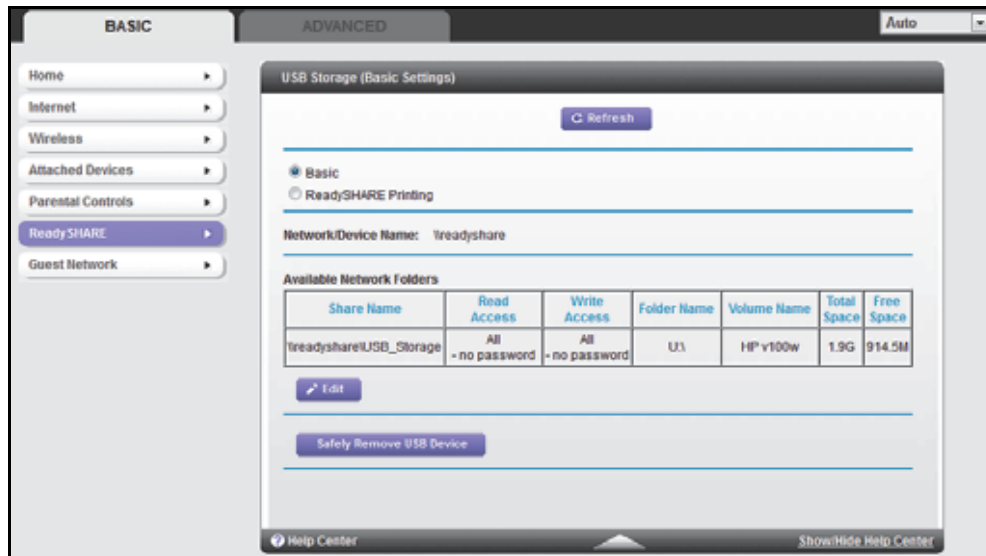 BASIC
ADVANCED
Auto
Home
Internet
Wireless
Attached Devices
Parental Controls
ReadySHARE
Guest Network
USB Storage (Basic Settings)
Refresh
Basic
ReadySHARE Printing
Network/Device Name: \\readyshare
Available Network Folders
Share Name Read Access Write Access Folder Name Volume Name Total Space Free Space
\\readyshare\USB_Storage All - no password All - no password U:\ HP v100w 1.9G 914.5M
Edit
Safely Remove USB Device
Help Center
Show/Hide Help Center